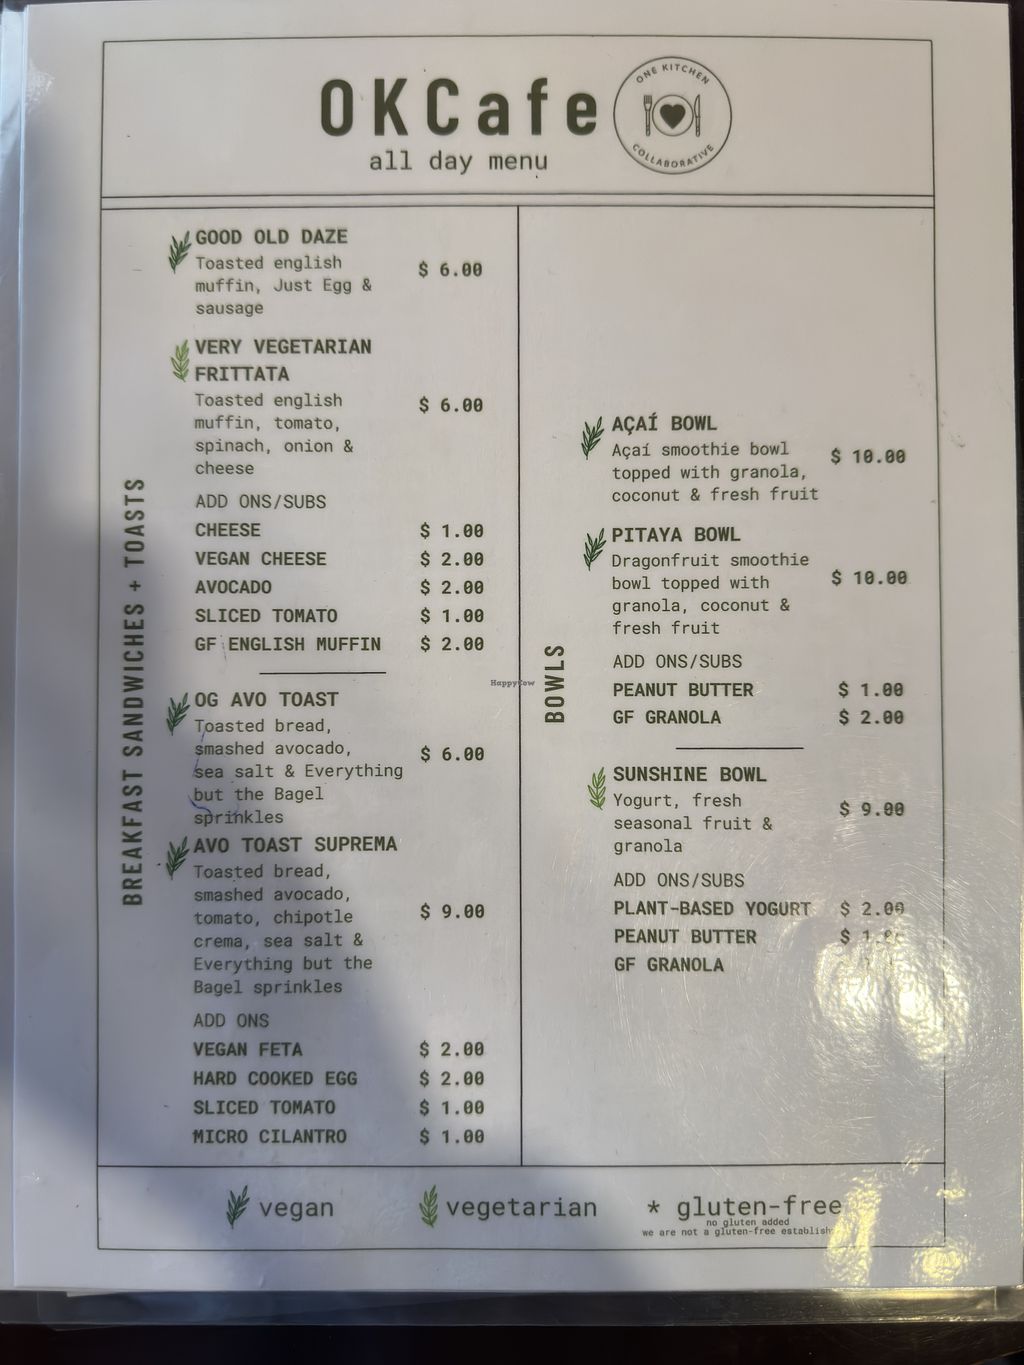 OKCafe
all day menu
ONE KITCHEN
COLLABORATIVE
BREAKFAST SANDWICHES + TOASTS
GOOD OLD DAZE
Toasted english
muffin, Just Egg &
sausage
$ 6.00
VERY VEGETARIAN
FRITTATA
Toasted english
muffin, tomato,
spinach, onion &
cheese
$ 6.00
ADD ONS/SUBS
CHEESE $ 1.00
VEGAN CHEESE $ 2.00
AVOCADO $ 2.00
SLICED TOMATO $ 1.00
GF ENGLISH MUFFIN $ 2.00
OG AVO TOAST
Toasted bread,
smashed avocado,
sea salt & Everything
but the Bagel
sprinkles
$ 6.00
AVO TOAST SUPREMA
Toasted bread,
smashed avocado,
tomato, chipotle
crema, sea salt &
Everything but the
Bagel sprinkles
$ 9.00
ADD ONS
VEGAN FETA $ 2.00
HARD COOKED EGG $ 2.00
SLICED TOMATO $ 1.00
MICRO CILANTRO $ 1.00
HappyCow
BOWLS
AÇAÍ BOWL
Açaí smoothie bowl
topped with granola,
coconut & fresh fruit
$ 10.00
PITAYA BOWL
Dragonfruit smoothie
bowl topped with
granola, coconut &
fresh fruit
$ 10.00
ADD ONS/SUBS
PEANUT BUTTER $ 1.00
GF GRANOLA $ 2.00
SUNSHINE BOWL
Yogurt, fresh
seasonal fruit &
granola
$ 9.00
ADD ONS/SUBS
PLANT-BASED YOGURT $ 2.00
PEANUT BUTTER $
GF GRANOLA
vegan
vegetarian
* gluten-free
no gluten added
we are not a gluten-free